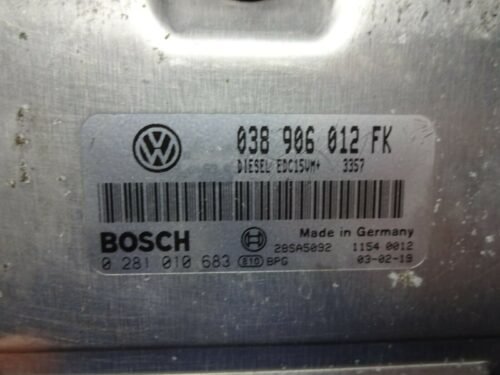 038 906 012 FK
DIESEL EDC15VM+ 3357
BOSCH
Made in Germany
28SA5092 1154 0012
0 281 010 683 810 BPG 03-02-19